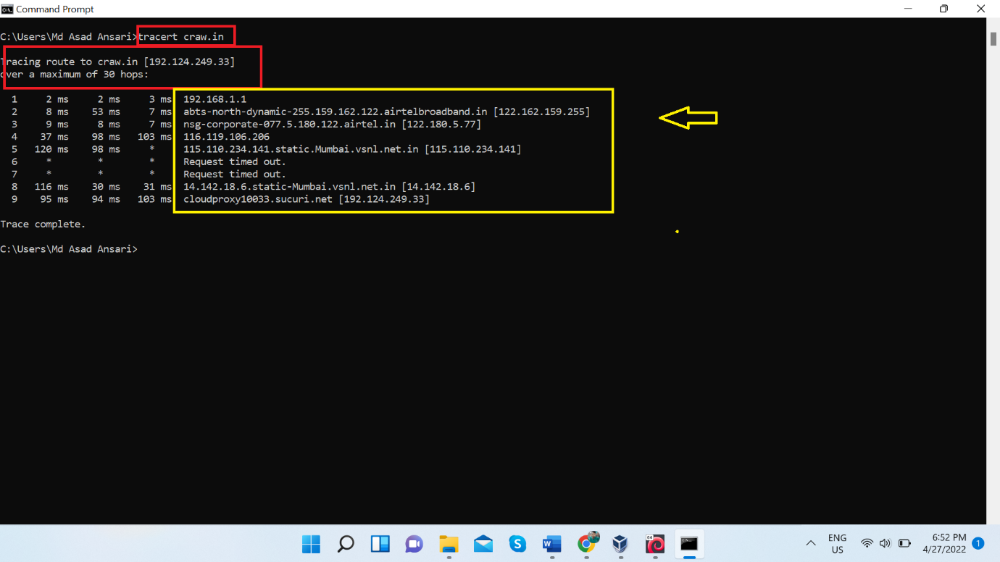 Command Prompt
C:\Users\Md Asad Ansari>tracert craw.in
Tracing route to craw.in [192.124.249.33]
over a maximum of 30 hops:
1 2 ms 2 ms 3 ms 192.168.1.1
2 8 ms 53 ms 7 ms abts-north-dynamic-255.159.162.122.airtelbroadband.in [122.162.159.255]
3 9 ms 8 ms 7 ms nsg-corporate-077.5.180.122.airtel.in [122.180.5.77]
4 37 ms 98 ms 103 ms 116.119.106.206
5 120 ms 98 ms * 115.110.234.141.static.Mumbai.vsnl.net.in [115.110.234.141]
6 * * * Request timed out.
7 * * * Request timed out.
8 116 ms 30 ms 31 ms 14.142.18.6.static-Mumbai.vsnl.net.in [14.142.18.6]
9 95 ms 94 ms 103 ms cloudproxy10033.sucuri.net [192.124.249.33]
Trace complete.
C:\Users\Md Asad Ansari>
ENG
US
6:52 PM
4/27/2022
1